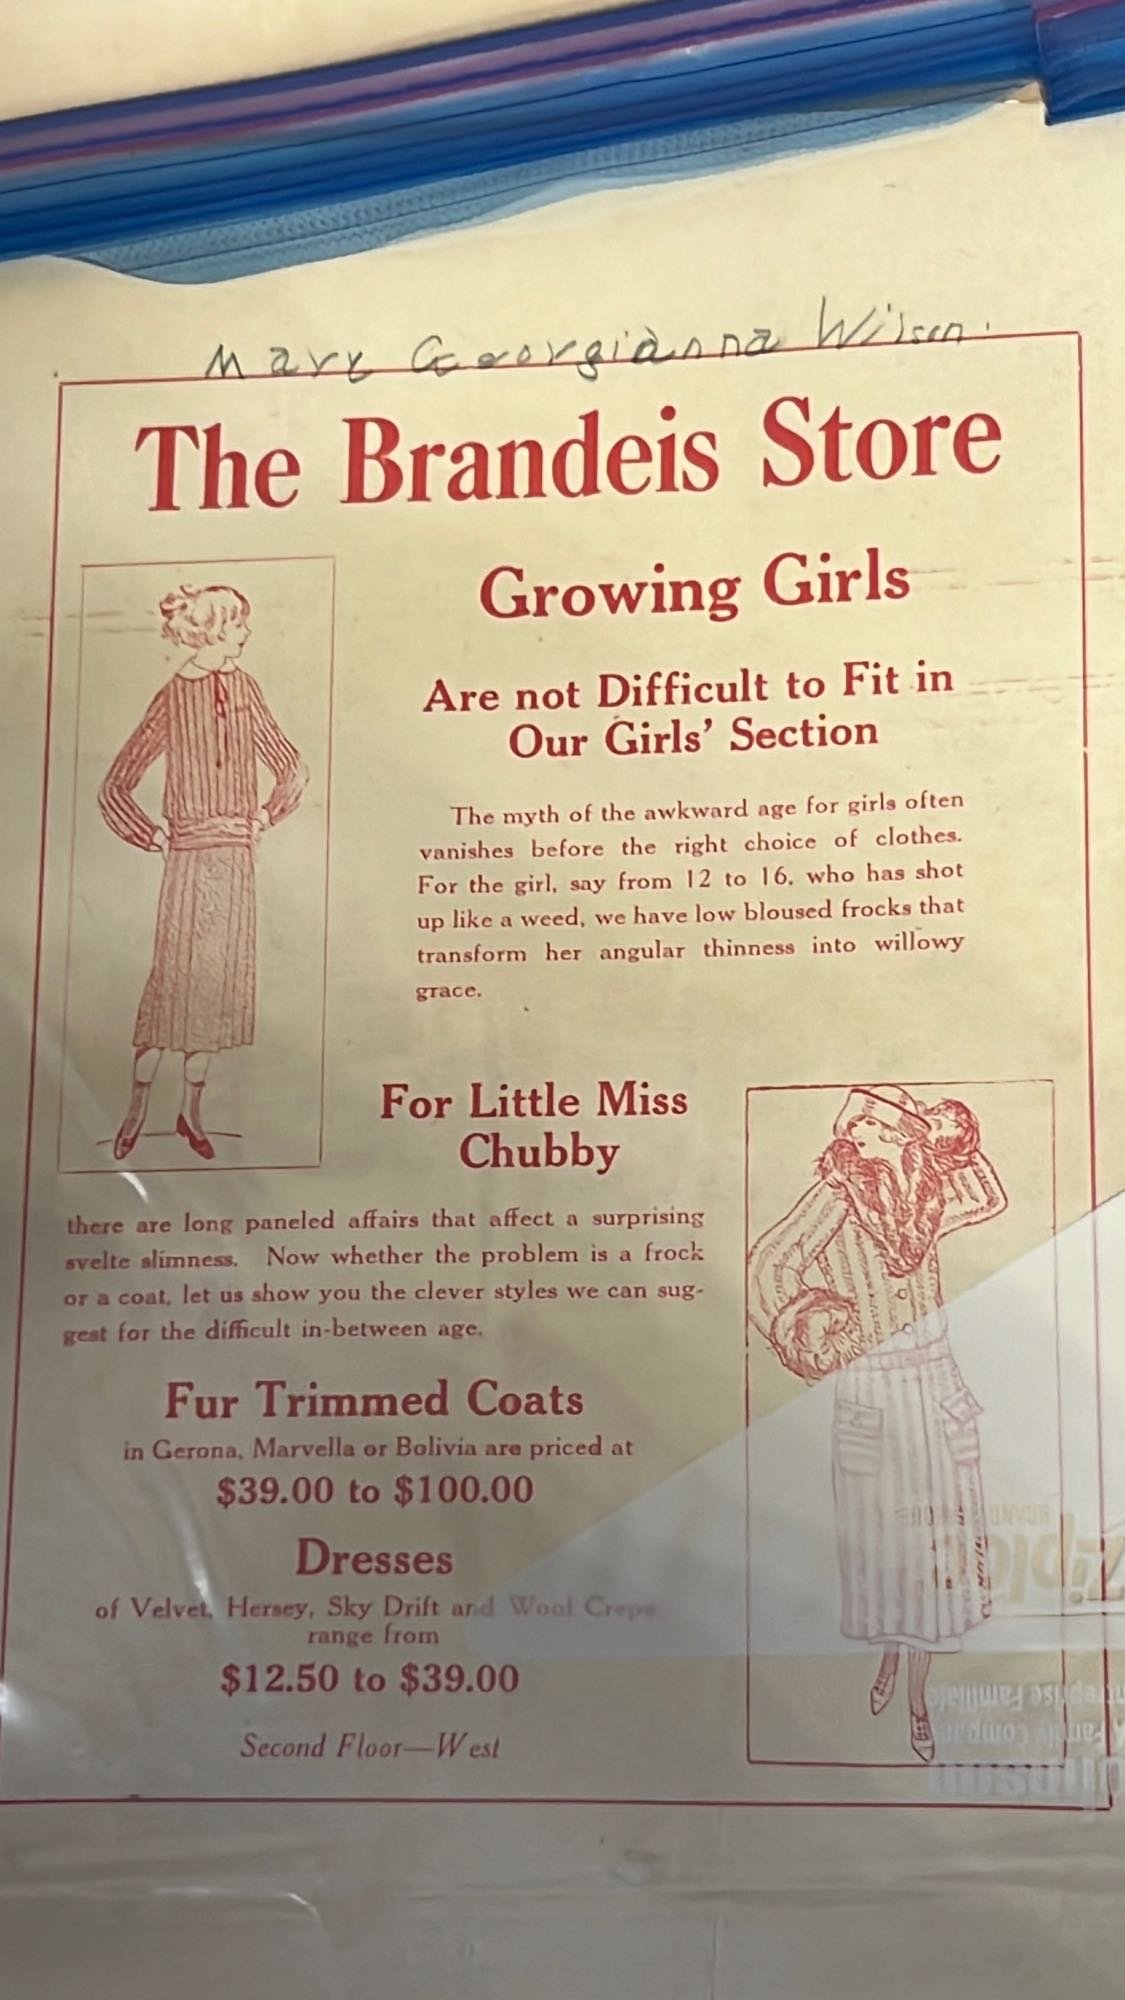 Mary Georgianna Wilson.
The Brandeis Store
Growing Girls
Are not Difficult to Fit in
Our Girls' Section
The myth of the awkward age for girls often
vanishes before the right choice of clothes.
For the girl, say from 12 to 16, who has shot
up like a weed, we have low bloused frocks that
transform her angular thinness into willowy
grace.
For Little Miss
Chubby
there are long paneled affairs that affect a surprising
svelte slimness. Now whether the problem is a frock
or a coat, let us show you the clever styles we can sug-
gest for the difficult in-between age.
Fur Trimmed Coats
in Gerona, Marvella or Bolivia are priced at
$39.00 to $100.00
Dresses
of Velvet, Hersey, Sky Drift and Wool Crepe
range from
$12.50 to $39.00
Second Floor—West
BRAND
Ziploc
Entreprise Familiale
A Family Company